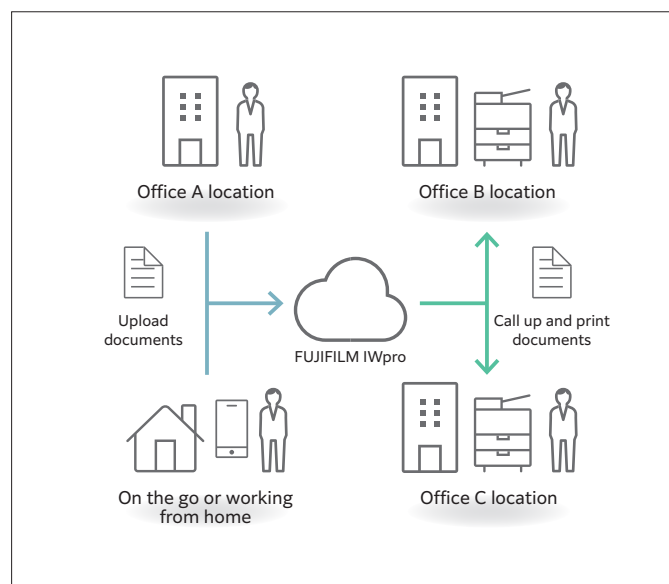 Office A location
Office B location
Upload
documents
FUJIFILM IWpro
Call up and print
documents
On the go or working
from home
Office C location